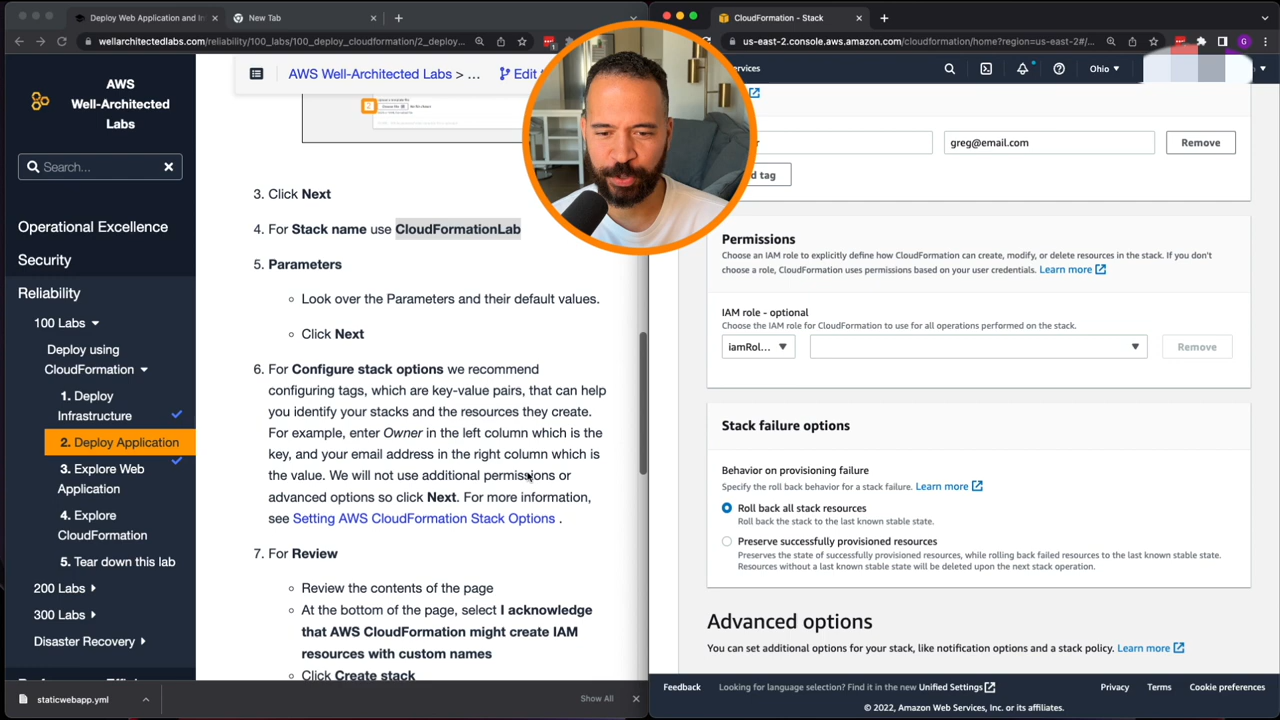 Deploy Web Application and In
New Tab
CloudFormation - Stack
wellarchitectedlabs.com/reliability/100_labs/100_deploy_cloudformation/2_deploy...
us-east-2.console.aws.amazon.com/cloudformation/home?region=us-east-2#/...
G
AWS
Well-Architected
Labs
Search...
Operational Excellence
Security
Reliability
100 Labs
Deploy using
CloudFormation
1. Deploy
Infrastructure
2. Deploy Application
3. Explore Web
Application
4. Explore
CloudFormation
5. Tear down this lab
200 Labs
300 Labs
Disaster Recovery
AWS Well-Architected Labs > ...
Edit
3. Click Next
4. For Stack name use CloudFormationLab
5. Parameters
Look over the Parameters and their default values.
Click Next
6. For Configure stack options we recommend
configuring tags, which are key-value pairs, that can help
you identify your stacks and the resources they create.
For example, enter Owner in the left column which is the
key, and your email address in the right column which is
the value. We will not use additional permissions or
advanced options so click Next. For more information,
see Setting AWS CloudFormation Stack Options .
7. For Review
Review the contents of the page
At the bottom of the page, select I acknowledge
that AWS CloudFormation might create IAM
resources with custom names
Click Create stack
staticwebapp.yml
Show All
Services
Ohio
greg@email.com
Remove
tag
Permissions
Choose an IAM role to explicitly define how CloudFormation can create, modify, or delete resources in the stack. If you don't
choose a role, CloudFormation uses permissions based on your user credentials. Learn more
IAM role - optional
Choose the IAM role for CloudFormation to use for all operations performed on the stack.
iamRol...
Remove
Stack failure options
Behavior on provisioning failure
Specify the roll back behavior for a stack failure. Learn more
Roll back all stack resources
Roll back the stack to the last known stable state.
Preserve successfully provisioned resources
Preserves the state of successfully provisioned resources, while rolling back failed resources to the last known stable state.
Resources without a last known stable state will be deleted upon the next stack operation.
Advanced options
You can set additional options for your stack, like notification options and a stack policy. Learn more
Feedback
Looking for language selection? Find it in the new Unified Settings
Privacy
Terms
Cookie preferences
© 2022, Amazon Web Services, Inc. or its affiliates.